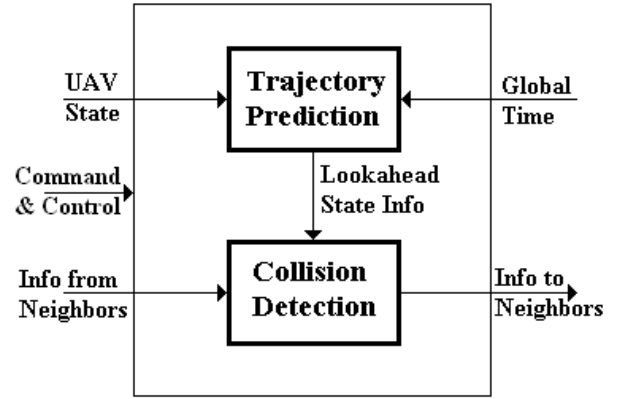 UAV
State
Trajectory
Prediction
Global
Time
Command
& Control
Lookahead
State Info
Info from
Neighbors
Collision
Detection
Info to
Neighbors